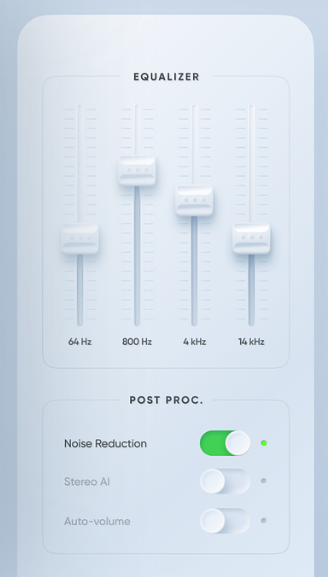 EQUALIZER
64 Hz 800 Hz 4 kHz 14 kHz
POST PROC.
Noise Reduction
Stereo AI
Auto-volume